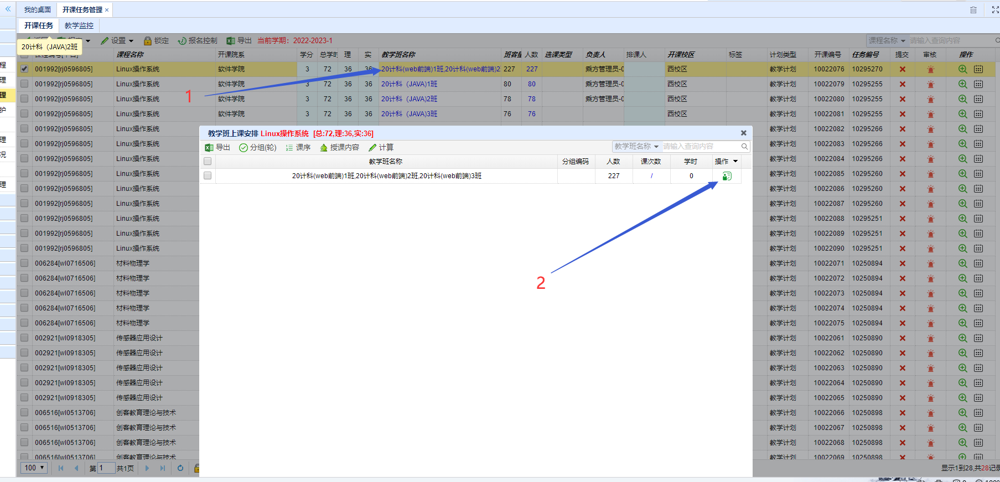 我的桌面 开课任务管理 ×
开课任务 教学监控
设置 锁定 报名控制 导出 当前学期：2022-2023-1 课程名称 请输入查询内容
20计科（JAVA)2班
课程名称 开课院系 学分 总学时 理 实 教学班名称 班容量 人数 选课类型 负责人 排课人 开课校区 标签 计划类型 开课编号 任务编号 提交 审核 操作
001992[rj0596805] Linux操作系统 软件学院 3 72 36 36 20计科(web前端)1班,20计科(web前端)2 227 227 乘方管理员-0 西校区 教学计划 10022076 10295270
001992[rj0596805] Linux操作系统 软件学院 3 72 36 36 20计科（JAVA)1班 80 80 乘方管理员-0 西校区 教学计划 10022079 10295255
1
001992[rj0596805] Linux操作系统 软件学院 3 72 36 36 20计科（JAVA)2班 78 78 乘方管理员-0 西校区 教学计划 10022080 10295255
001992[rj0596805] Linux操作系统 软件学院 3 72 36 36 20计科（JAVA)3班 76 76 西校区 教学计划 10022081 10295255
001992[rj0596805] Linux操作系统 教学计划 10022082 10295266
001992[rj0596805] Linux操作系统 教学计划 10022083 10295266
001992[rj0596805] Linux操作系统 教学计划 10022084 10295266
001992[rj0596805] Linux操作系统 教学计划 10022085 10295260
001992[rj0596805] Linux操作系统 教学计划 10022086 10295260
001992[rj0596805] Linux操作系统 教学计划 10022087 10295260
001992[rj0596805] Linux操作系统 教学计划 10022088 10295251
001992[rj0596805] Linux操作系统 教学计划 10022089 10295251
001992[rj0596805] Linux操作系统 教学计划 10022090 10295251
006284[wl0716506] 材料物理学 教学计划 10022071 10250894
006284[wl0716506] 材料物理学 教学计划 10022072 10250894
006284[wl0716506] 材料物理学 教学计划 10022073 10250894
006284[wl0716506] 材料物理学 教学计划 10022074 10250894
006284[wl0716506] 材料物理学 教学计划 10022075 10250894
002921[wl0918305] 传感器应用设计 教学计划 10022061 10250890
002921[wl0918305] 传感器应用设计 教学计划 10022062 10250890
002921[wl0918305] 传感器应用设计 教学计划 10022063 10250890
002921[wl0918305] 传感器应用设计 教学计划 10022064 10250890
002921[wl0918305] 传感器应用设计 教学计划 10022065 10250890
006516[wl0513706] 创客教育理论与技术 教学计划 10022066 10250898
006516[wl0513706] 创客教育理论与技术 教学计划 10022067 10250898
006516[wl0513706] 创客教育理论与技术 教学计划 10022068 10250898
006516[wl0513706] 创客教育理论与技术 教学计划 10022069 10250898
教学班上课安排 Linux操作系统 [总:72,理:36,实:36]
导出 分组(轮) 课序 授课内容 计算 教学班名称 请输入查询内容
教学班名称 分组编码 人数 课次数 学时 操作
20计科(web前端)1班,20计科(web前端)2班,20计科(web前端)3班 227 / 0
2
100 第 1 共1页 显示1到28,共28记录
程
理
理
护
理
况
理